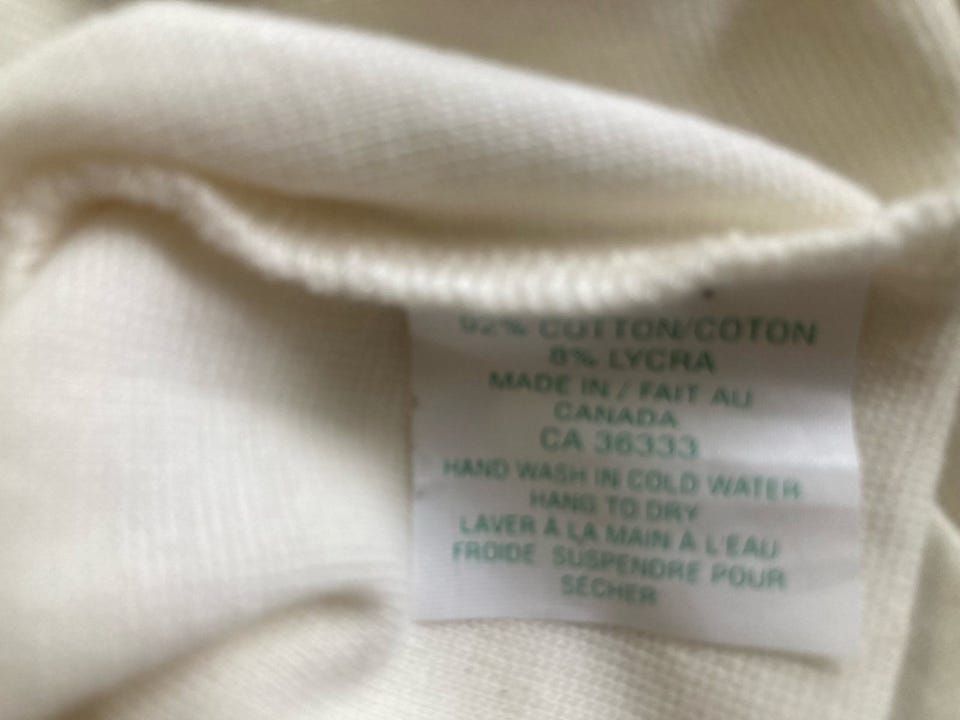 92% COTTON/COTON
8% LYCRA
MADE IN / FAIT AU
CANADA
CA 36333
HAND WASH IN COLD WATER
HANG TO DRY
LAVER À LA MAIN À L'EAU
FROIDE SUSPENDRE POUR
SÉCHER